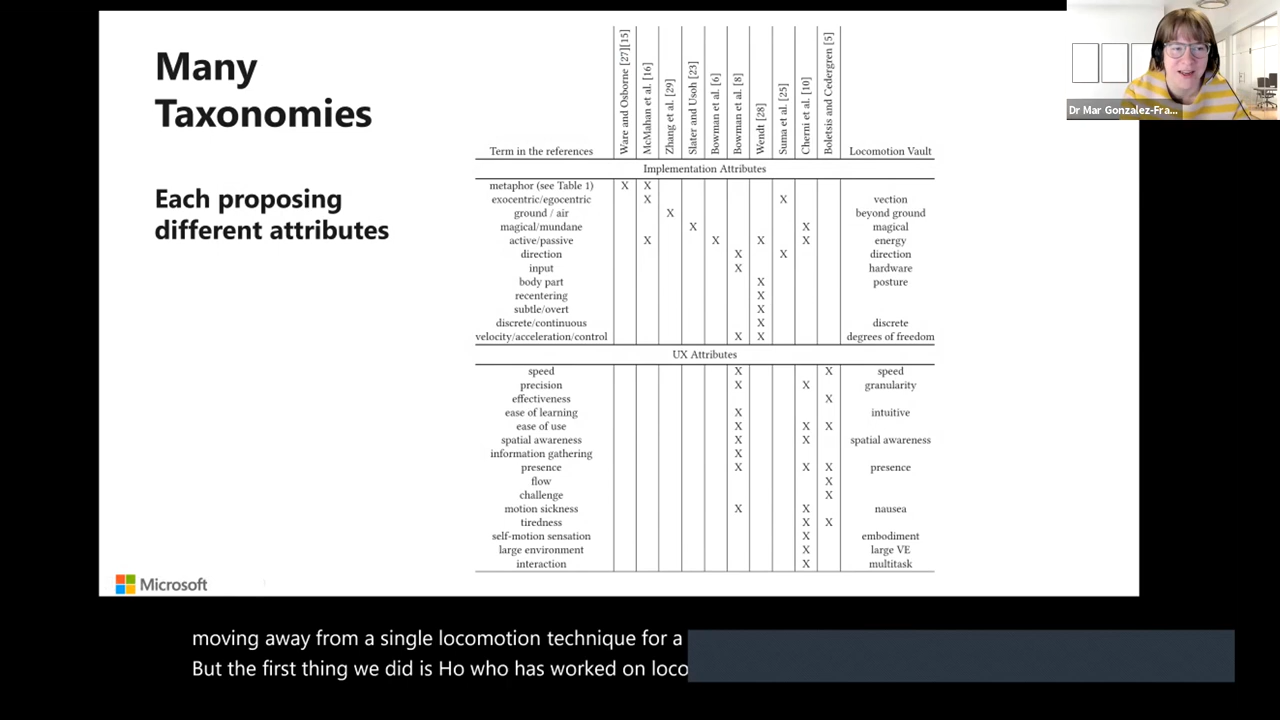 Many
Taxonomies
Each proposing
different attributes
Term in the references Ware and Osborne [27][15] McMahan et al. [16] Zhang et al. [29] Slater and Usoh [23] Bowman et al. [6] Bowman et al. [8] Wendt [28] Suma et al. [25] Cherni et al. [10] Boletsis and Cedergren [5] Locomotion Vault
Implementation Attributes
metaphor (see Table 1) X X
exocentric/egocentric X X vection
ground / air X beyond ground
magical/mundane X X magical
active/passive X X X X energy
direction X X direction
input X hardware
body part X posture
recentering X
subtle/overt X
discrete/continuous X discrete
velocity/acceleration/control X X degrees of freedom
UX Attributes
speed X X speed
precision X X granularity
effectiveness X
ease of learning X intuitive
ease of use X X X
spatial awareness X X spatial awareness
information gathering X
presence X X X presence
flow X
challenge X
motion sickness X X nausea
tiredness X X
self-motion sensation X embodiment
large environment X large VE
interaction X multitask
Microsoft
Dr Mar Gonzalez-Fra...
moving away from a single locomotion technique for a
But the first thing we did is Ho who has worked on loco